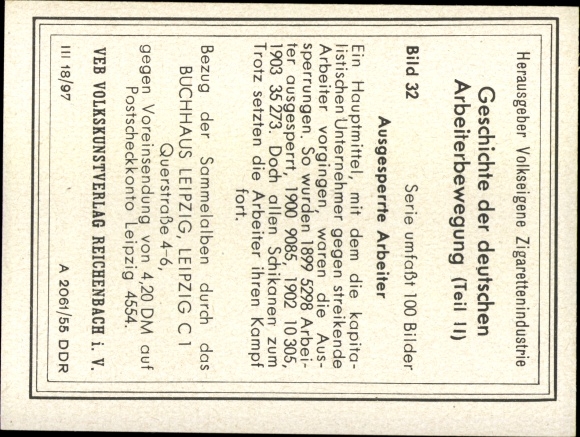 Herausgeber Volkseigene Zigarettenindustrie
Geschichte der deutschen
Arbeiterbewegung (Teil II)
Bild 32 Serie umfaßt 100 Bilder
Ausgesperrte Arbeiter
Ein Hauptmittel, mit dem die kapita-
listischen Unternehmer gegen streikende
Arbeiter vorgingen, waren die Aus-
sperrungen. So wurden 1899 5298 Arbei-
ter ausgesperrt, 1900 9085, 1902 10 305,
1903 35 273. Doch allen Schikanen zum
Trotz setzten die Arbeiter ihren Kampf
fort.
Bezug der Sammelalben durch das
BUCHHAUS LEIPZIG, LEIPZIG C 1
Querstraße 4-6,
gegen Voreinsendung von 4,20 DM auf
Postscheckkonto Leipzig 4554.
VEB VOLKSKUNSTVERLAG REICHENBACH i. V.
III 18/97 A 2061/55 DDR